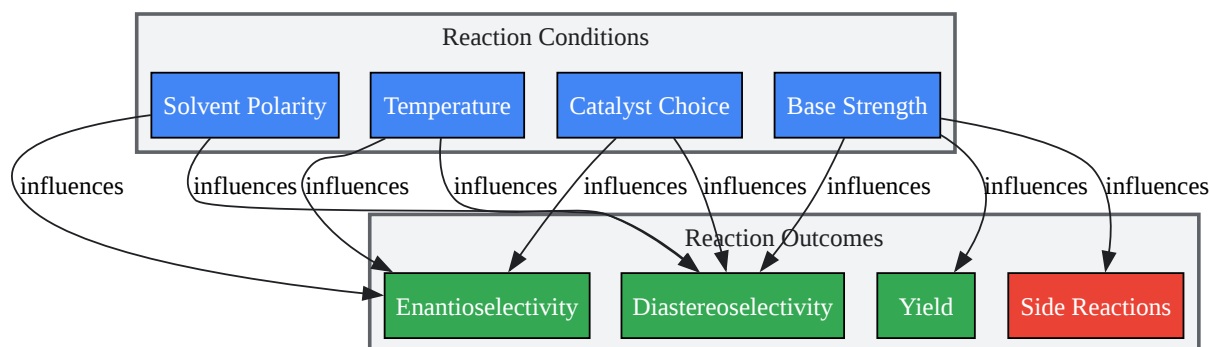 Reaction Conditions
Solvent Polarity
Temperature
Catalyst Choice
Base Strength
influences
influences
influences
influences
influences
influences
influences
influences
influences
Reaction Outcomes
Enantioselectivity
Diastereoselectivity
Yield
Side Reactions